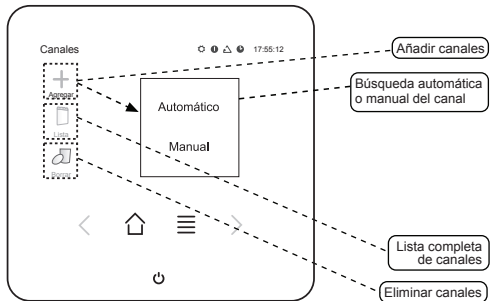 Canales
17:55:12
Añadir canales
Agregar
Automático
Búsqueda automática
o manual del canal
Lista
Manual
Borrar
Lista completa
de canales
Eliminar canales